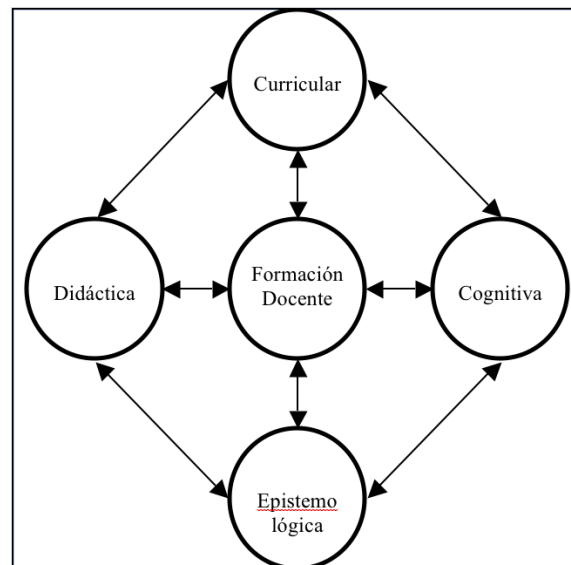 Curricular
Didáctica
Formación
Docente
Cognitiva
Epistemo
lógica